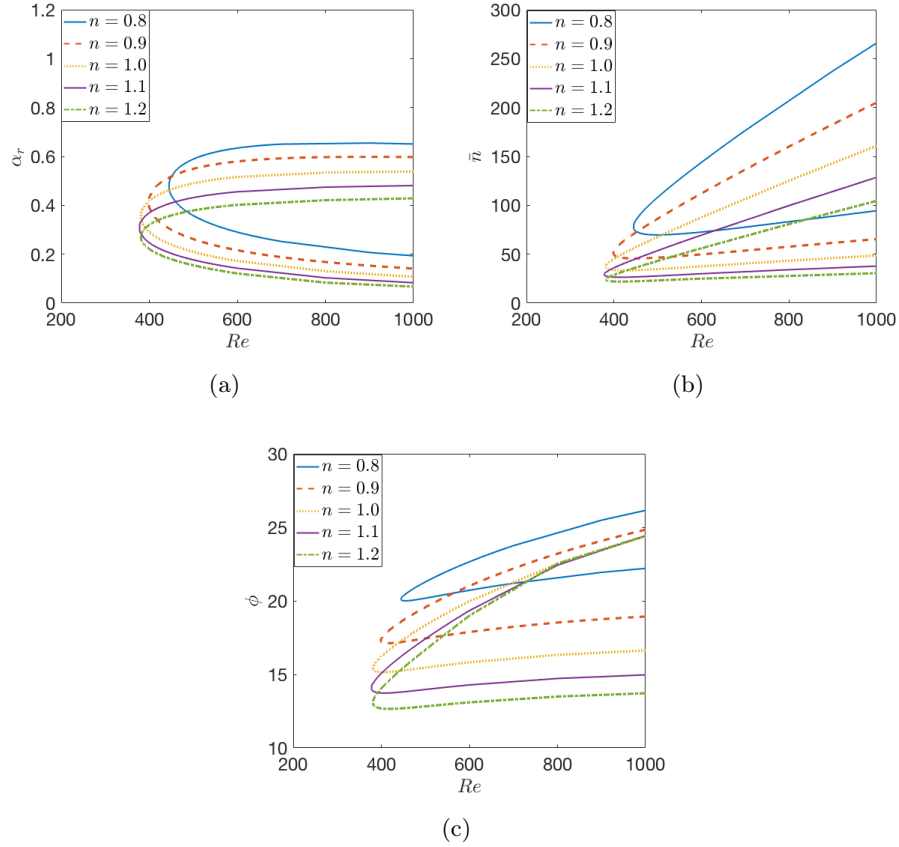 1.2
1
0.8
0.6
0.4
0.2
0
α_r
n = 0.8
n = 0.9
n = 1.0
n = 1.1
n = 1.2
200 400 600 800 1000
Re
(a)
300
250
200
150
100
50
0
n̄
n = 0.8
n = 0.9
n = 1.0
n = 1.1
n = 1.2
200 400 600 800 1000
Re
(b)
30
25
20
15
10
ϕ
n = 0.8
n = 0.9
n = 1.0
n = 1.1
n = 1.2
200 400 600 800 1000
Re
(c)